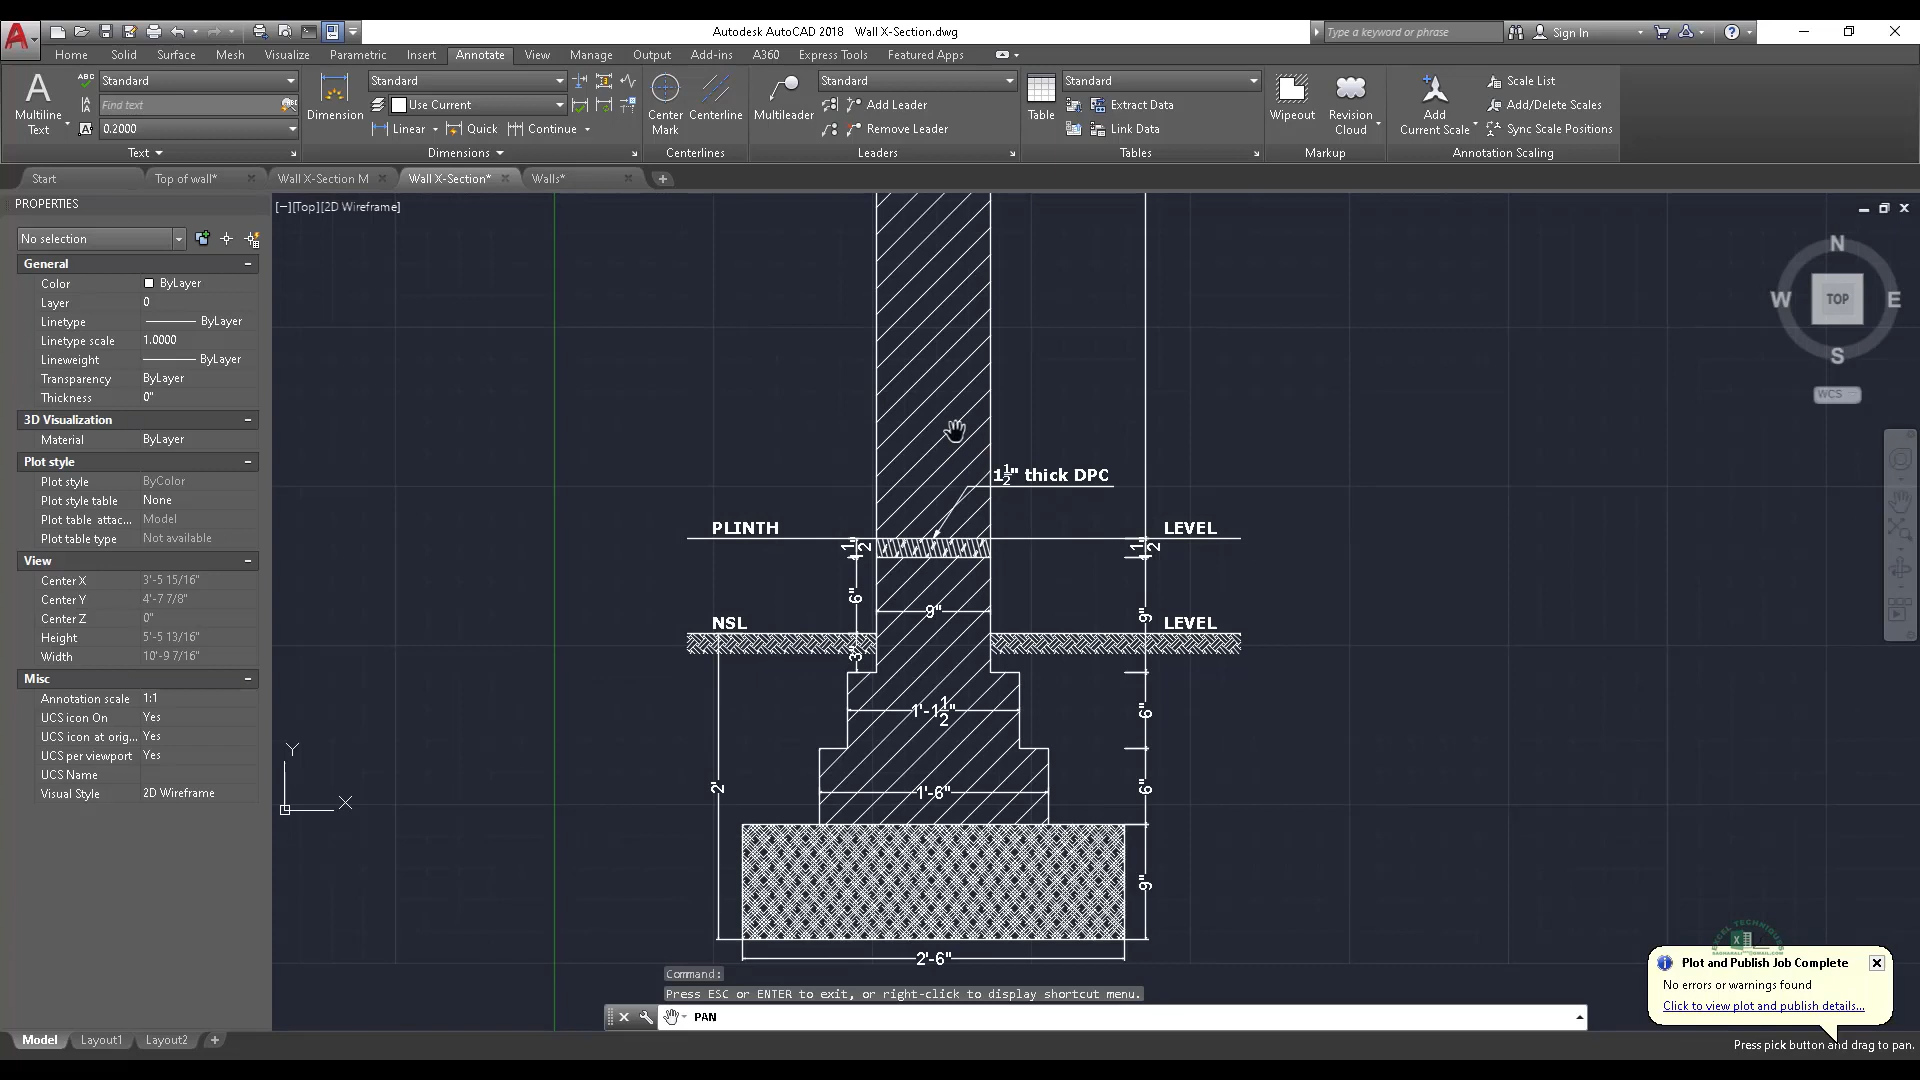 Autodesk AutoCAD 2018 Wall X-Section.dwg
Type a keyword or phrase
Sign In
Home Solid Surface Mesh Visualize Parametric Insert Annotate View Manage Output Add-ins A360 Express Tools Featured Apps
Multiline Text
ABC
Standard
Find text
0.2000
Text
Dimension
Standard
Use Current
Linear
Quick
Continue
Dimensions
Center Mark
Centerline
Centerlines
Multileader
Standard
Add Leader
Remove Leader
Leaders
Table
Standard
Extract Data
Link Data
Tables
Wipeout
Revision Cloud
Markup
Add Current Scale
Scale List
Add/Delete Scales
Sync Scale Positions
Annotation Scaling
Start
Top of wall*
Wall X-Section M
Wall X-Section*
Walls*
PROPERTIES
No selection
General
Color ByLayer
Layer 0
Linetype ByLayer
Linetype scale 1.0000
Lineweight ByLayer
Transparency ByLayer
Thickness 0"
3D Visualization
Material ByLayer
Plot style
Plot style ByColor
Plot style table None
Plot table attac... Model
Plot table type Not available
View
Center X 3'-5 15/16"
Center Y 4'-7 7/8"
Center Z 0"
Height 5'-5 13/16"
Width 10'-9 7/16"
Misc
Annotation scale 1:1
UCS icon On Yes
UCS icon at orig... Yes
UCS per viewport Yes
UCS Name
Visual Style 2D Wireframe
[−][Top][2D Wireframe]
N
W TOP E
S
WCS
1½" thick DPC
PLINTH LEVEL
1½"
1½"
6"
9"
9"
NSL LEVEL
3"
1'-1½"
6"
2'
1'-6"
6"
9"
2'-6"
Y
X
Command:
Press ESC or ENTER to exit, or right-click to display shortcut menu.
PAN
EXCEL TECHNIQUES
Plot and Publish Job Complete
No errors or warnings found
Click to view plot and publish details...
Model Layout1 Layout2
Press pick button and drag to pan.